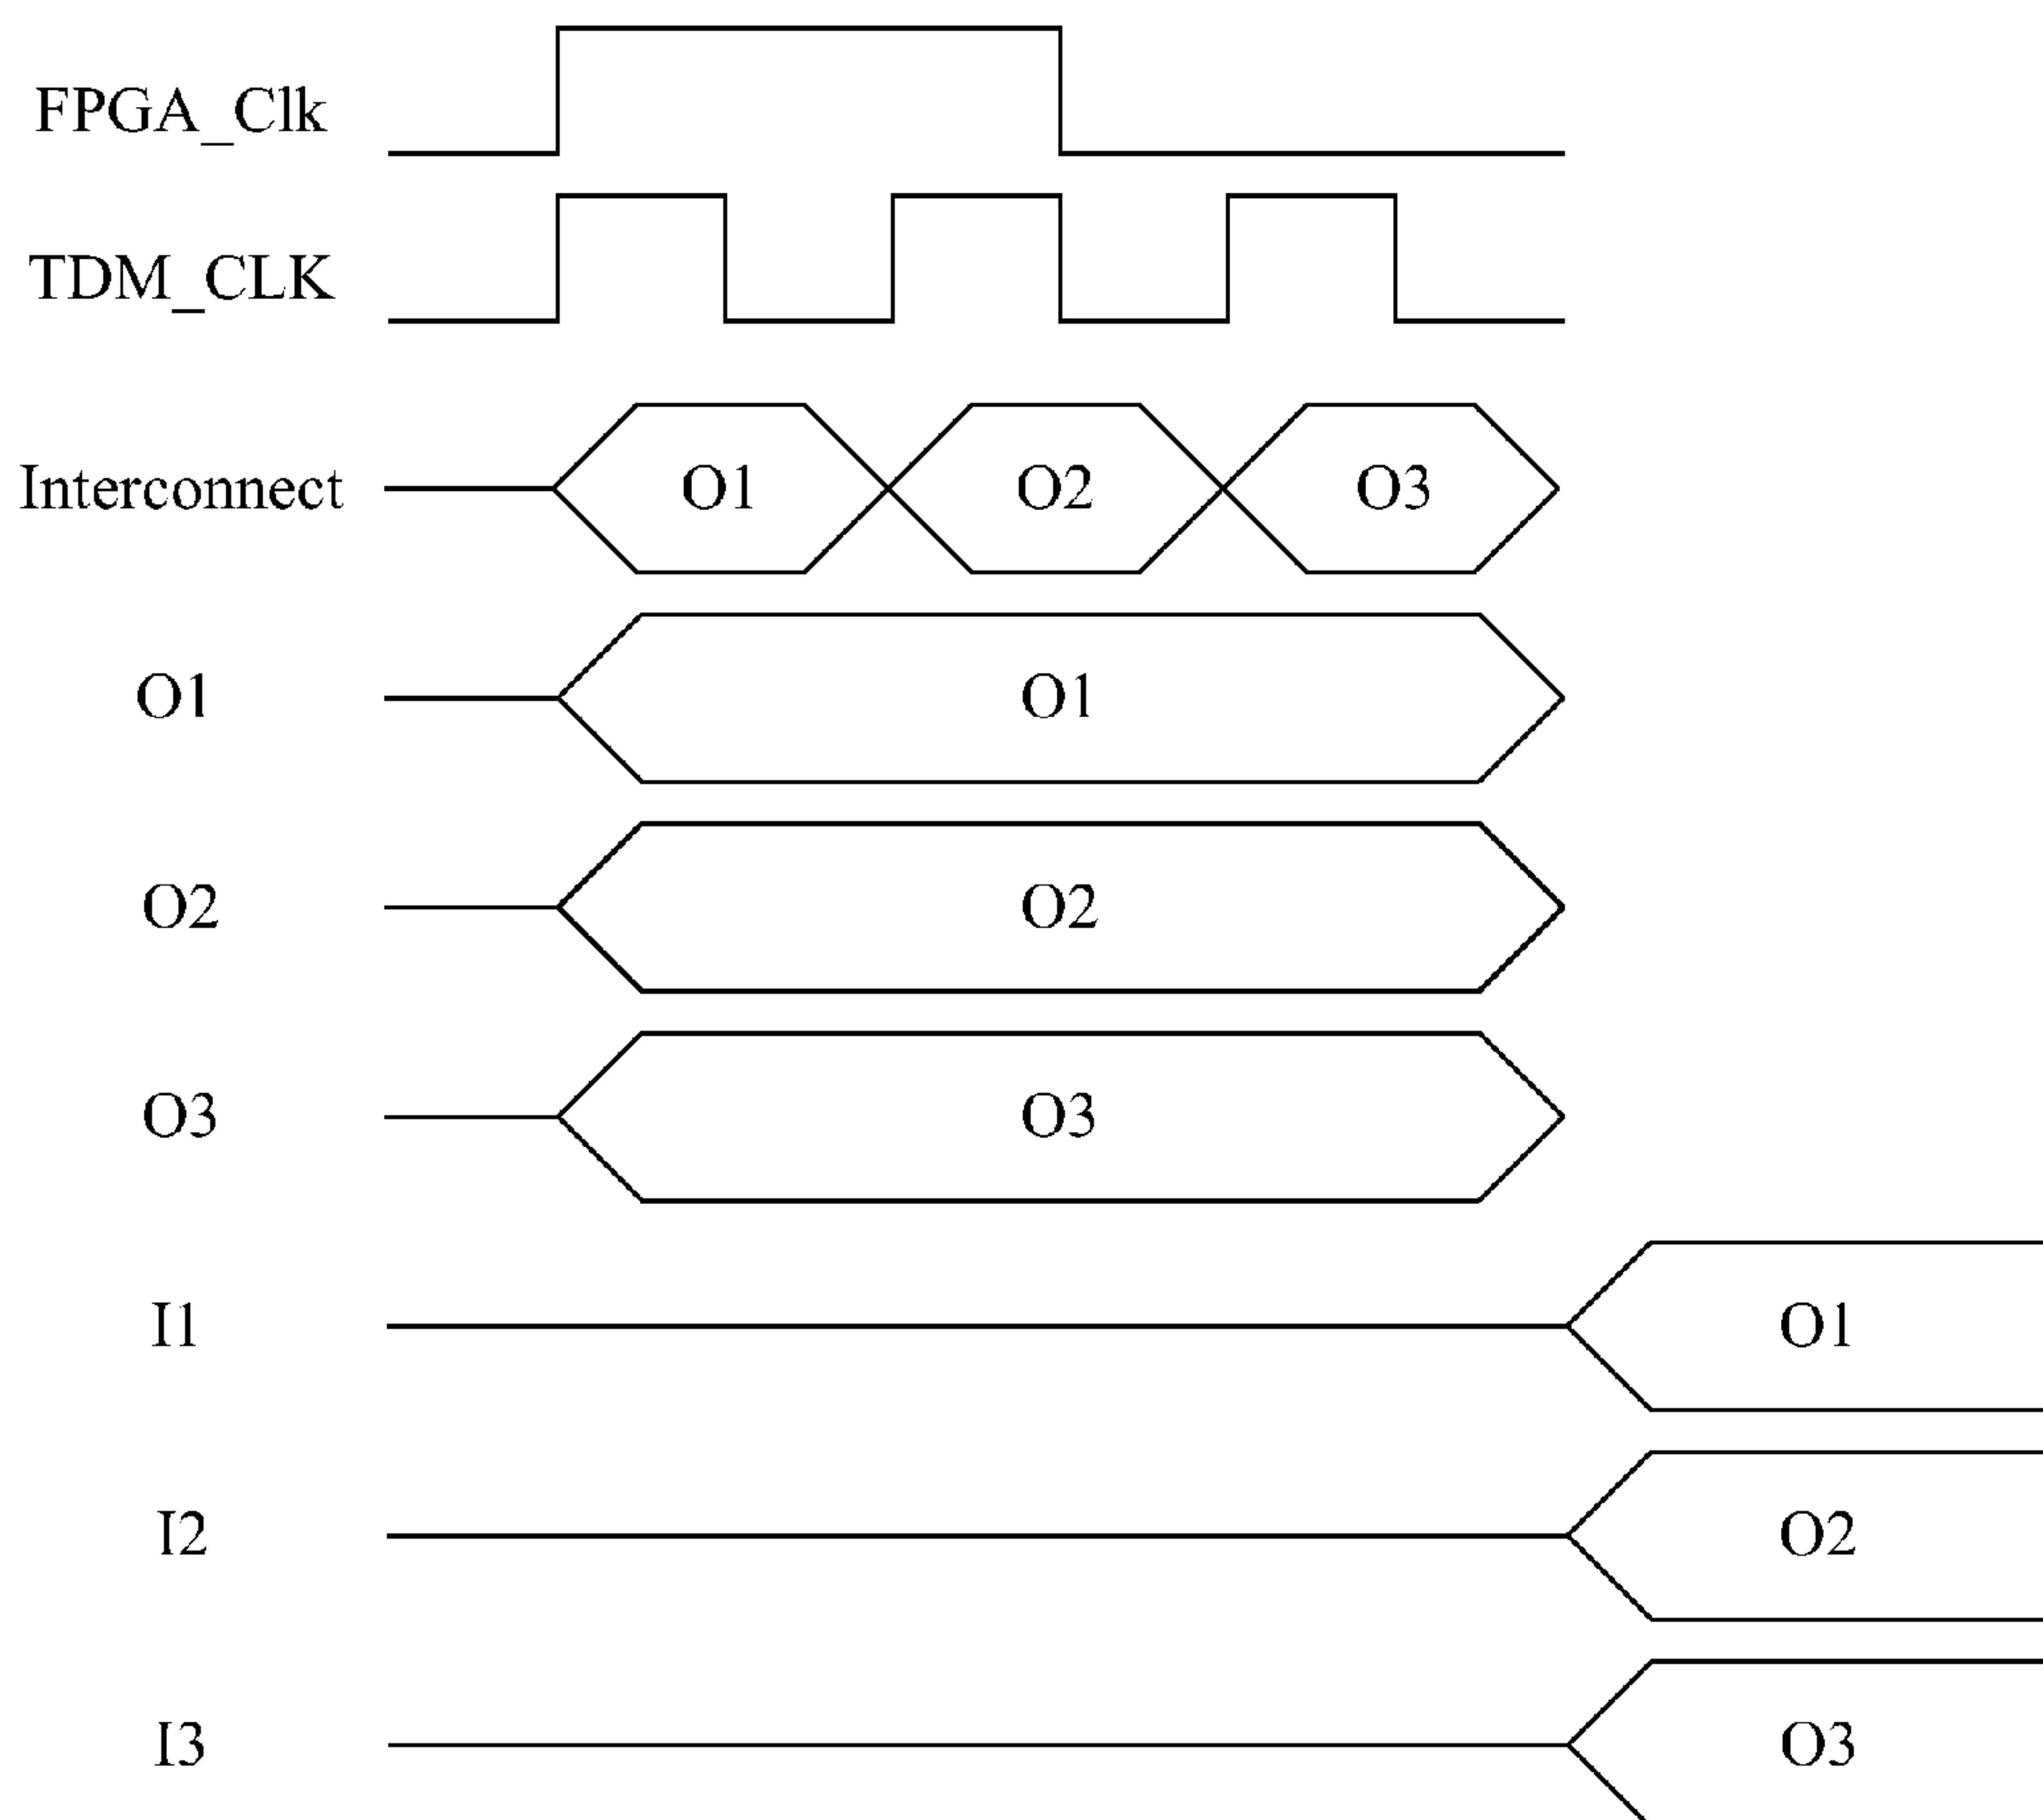 FPGA_Clk
TDM_CLK
Interconnect O1 O2 O3
O1 O1
O2 O2
O3 O3
I1 O1
I2 O2
I3 O3